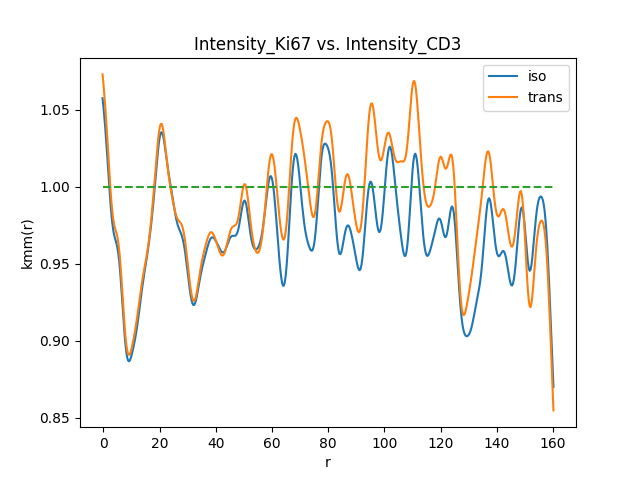 Intensity_Ki67 vs. Intensity_CD3
iso
trans
kmm(r)
1.05
1.00
0.95
0.90
0.85
0 20 40 60 80 100 120 140 160
r